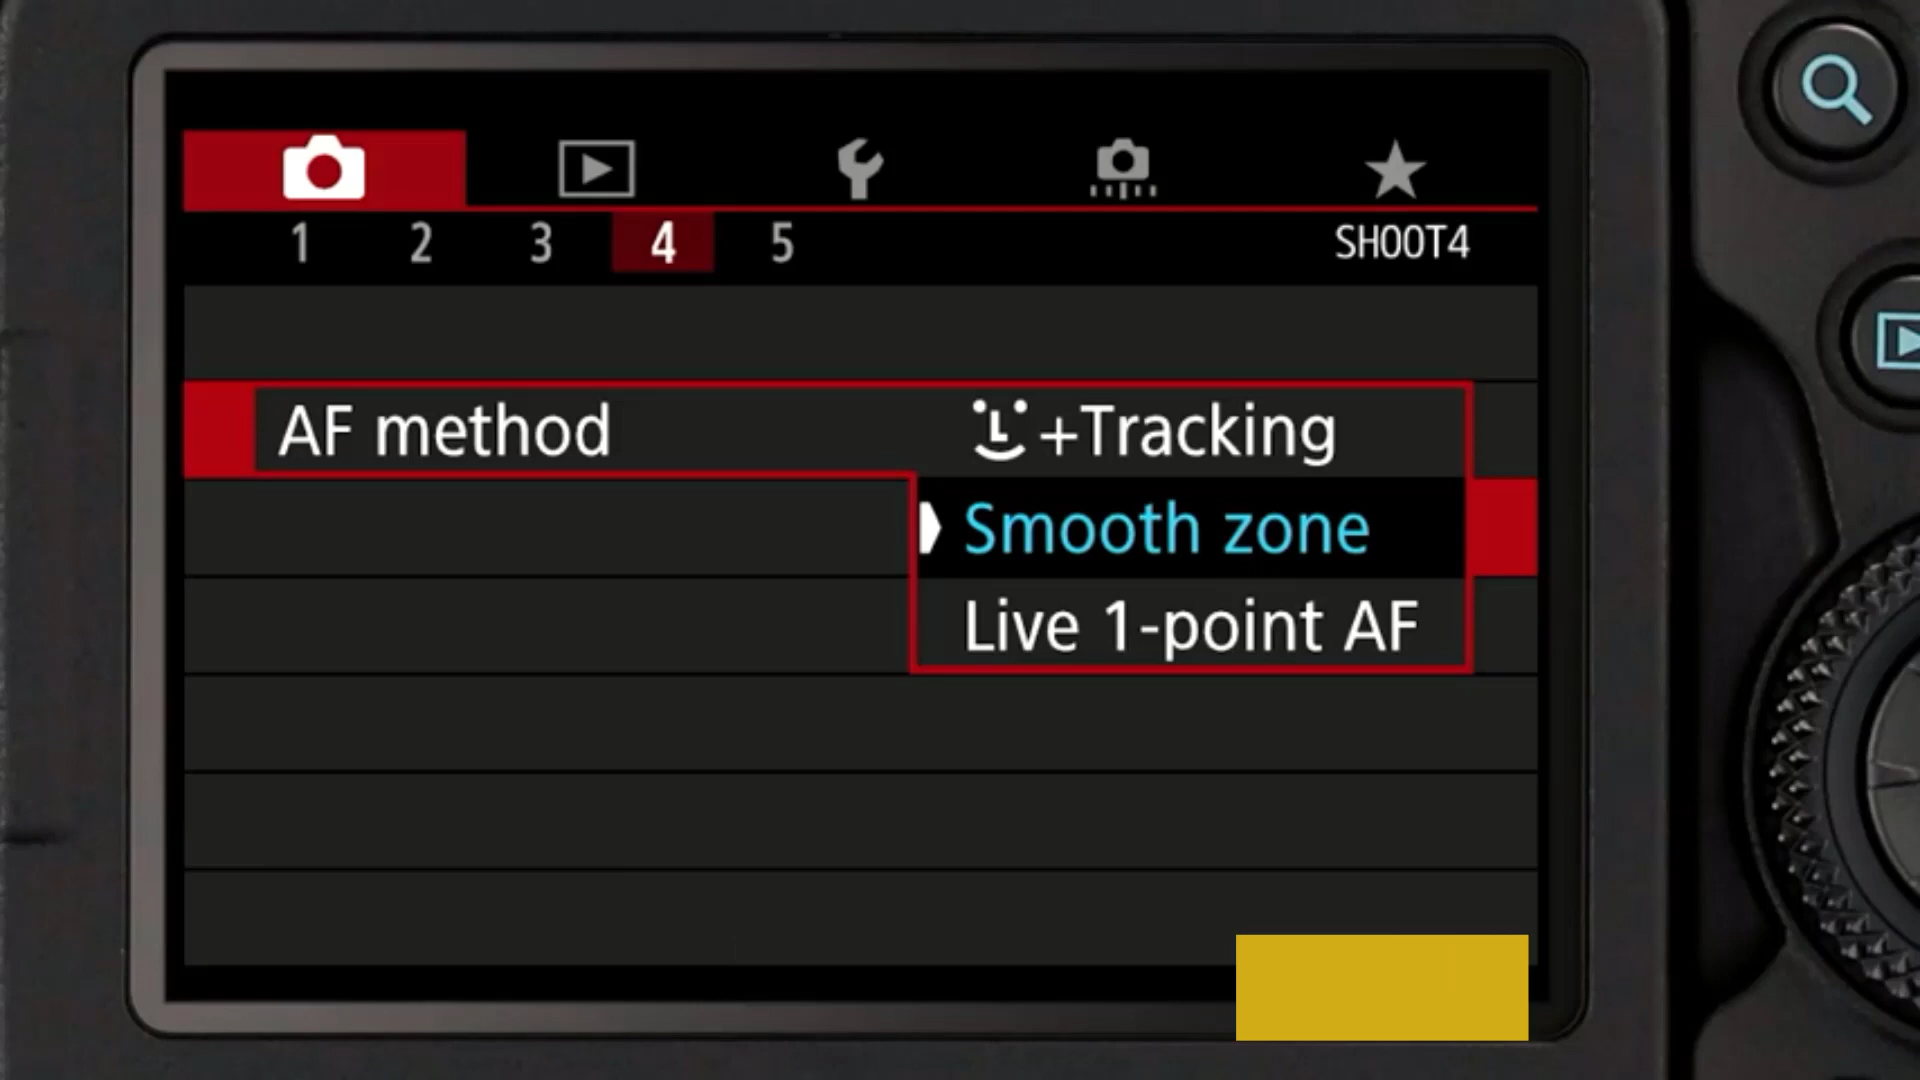 1 2 3 4 5 SHOOT4
AF method +Tracking
Smooth zone
Live 1-point AF